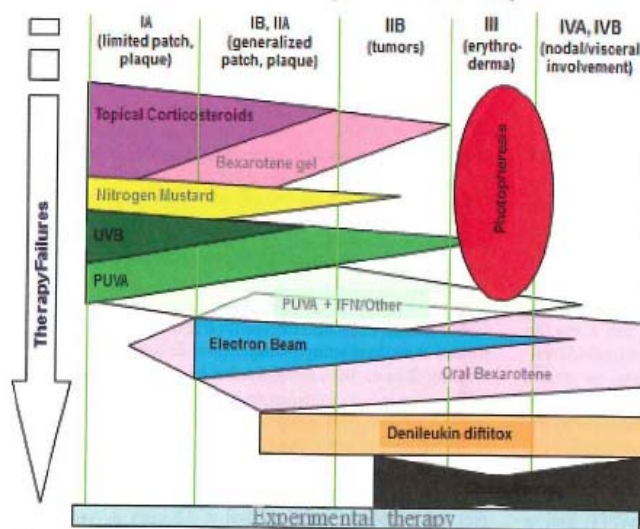 IA
(limited patch,
plaque)
IB, IIA
(generalized
patch, plaque)
IIB
(tumors)
III
(erythro-
derma)
IVA, IVB
(nodal/visceral
involvement)
Therapy/Failures
Topical Corticosteroids
Bexarotene gel
Nitrogen Mustard
UVB
PUVA
Photopheresis
PUVA + IFN/Other
Electron Beam
Oral Bexarotene
Denileukin diftitox
Experimental therapy